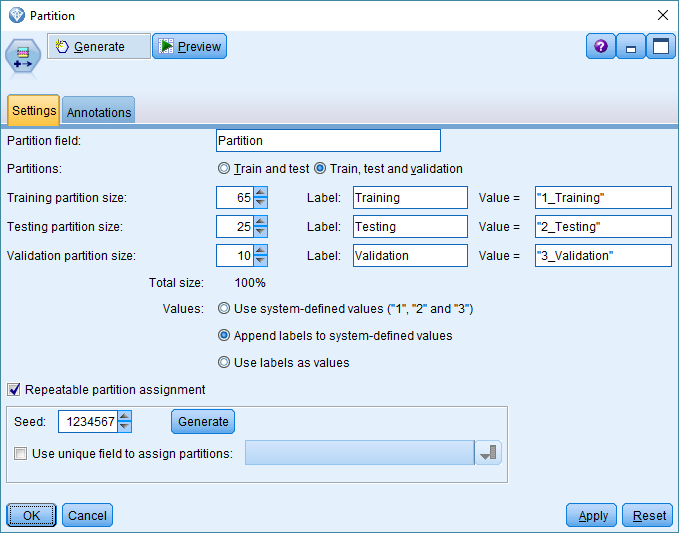 Partition
Generate Preview ?
Settings Annotations
Partition field: Partition
Partitions: Train and test Train, test and validation
Training partition size: 65 Label: Training Value = "1_Training"
Testing partition size: 25 Label: Testing Value = "2_Testing"
Validation partition size: 10 Label: Validation Value = "3_Validation"
Total size: 100%
Values: Use system-defined values ("1", "2" and "3")
Append labels to system-defined values
Use labels as values
Repeatable partition assignment
Seed: 1234567 Generate
Use unique field to assign partitions:
OK Cancel Apply Reset